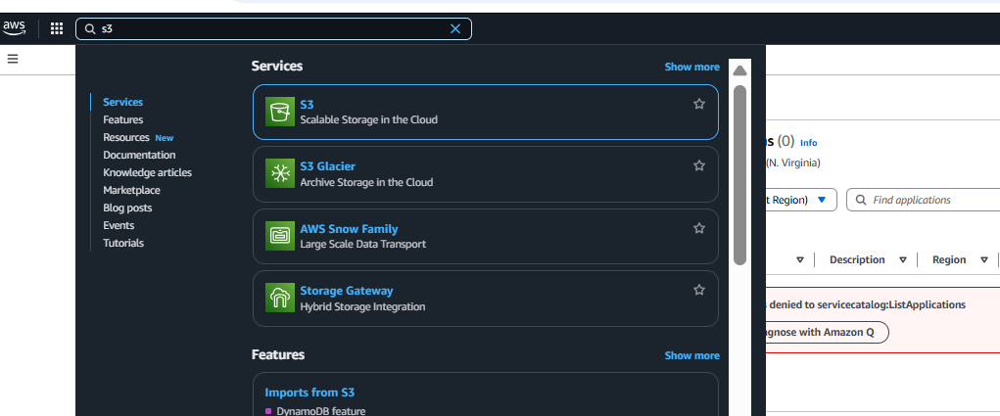 aws
s3
Services
Features
Resources New
Documentation
Knowledge articles
Marketplace
Blog posts
Events
Tutorials
Services
Show more
S3
Scalable Storage in the Cloud
S3 Glacier
Archive Storage in the Cloud
AWS Snow Family
Large Scale Data Transport
Storage Gateway
Hybrid Storage Integration
Features
Show more
Imports from S3
DynamoDB feature
(0) Info
(N. Virginia)
Region)
Find applications
Description
Region
denied to servicecatalog:ListApplications
with Amazon Q